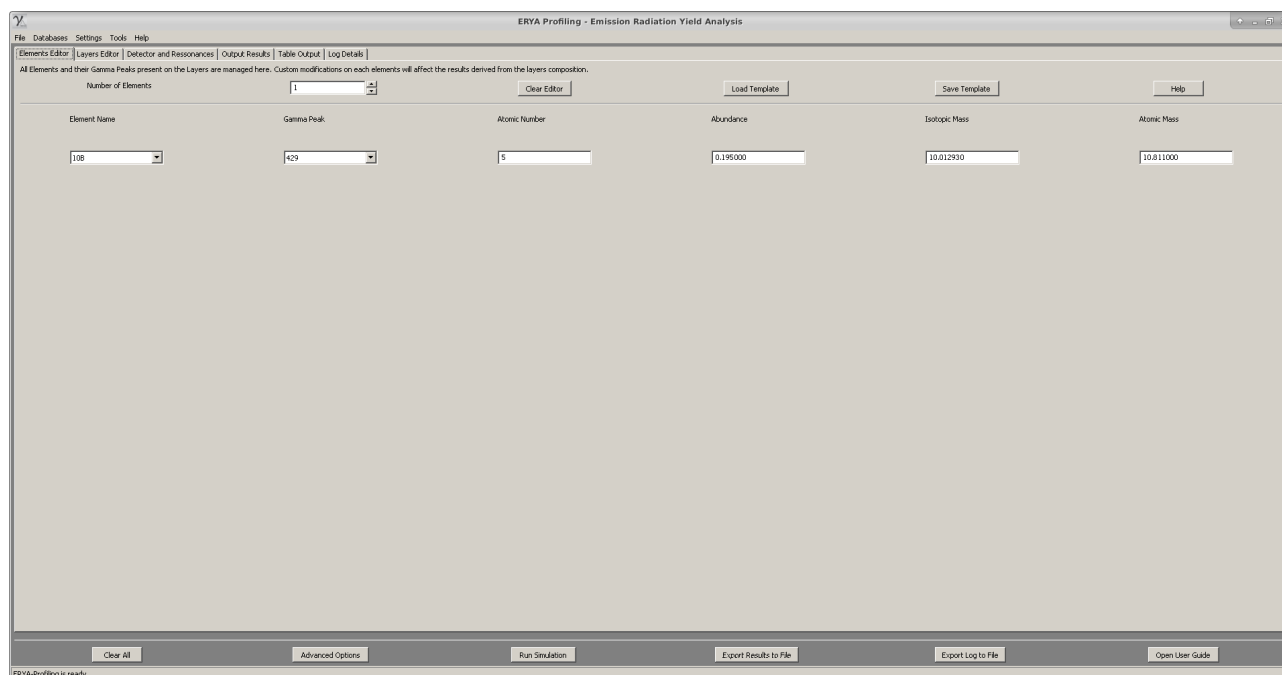 γ ERYA Profiling - Emission Radiation Yield Analysis
File Databases Settings Tools Help
Elements Editor Layers Editor Detector and Ressonances Output Results Table Output Log Details
All Elements and their Gamma Peaks present on the Layers are managed here. Custom modifications on each elements will affect the results derived from the layers composition.
Number of Elements 1 Clear Editor Load Template Save Template Help
Element Name Gamma Peak Atomic Number Abundance Isotopic Mass Atomic Mass
10B 429 5 0.195000 10.012930 10.811000
Clear All Advanced Options Run Simulation Export Results to File Export Log to File Open User Guide
ERYA-Profiling is ready